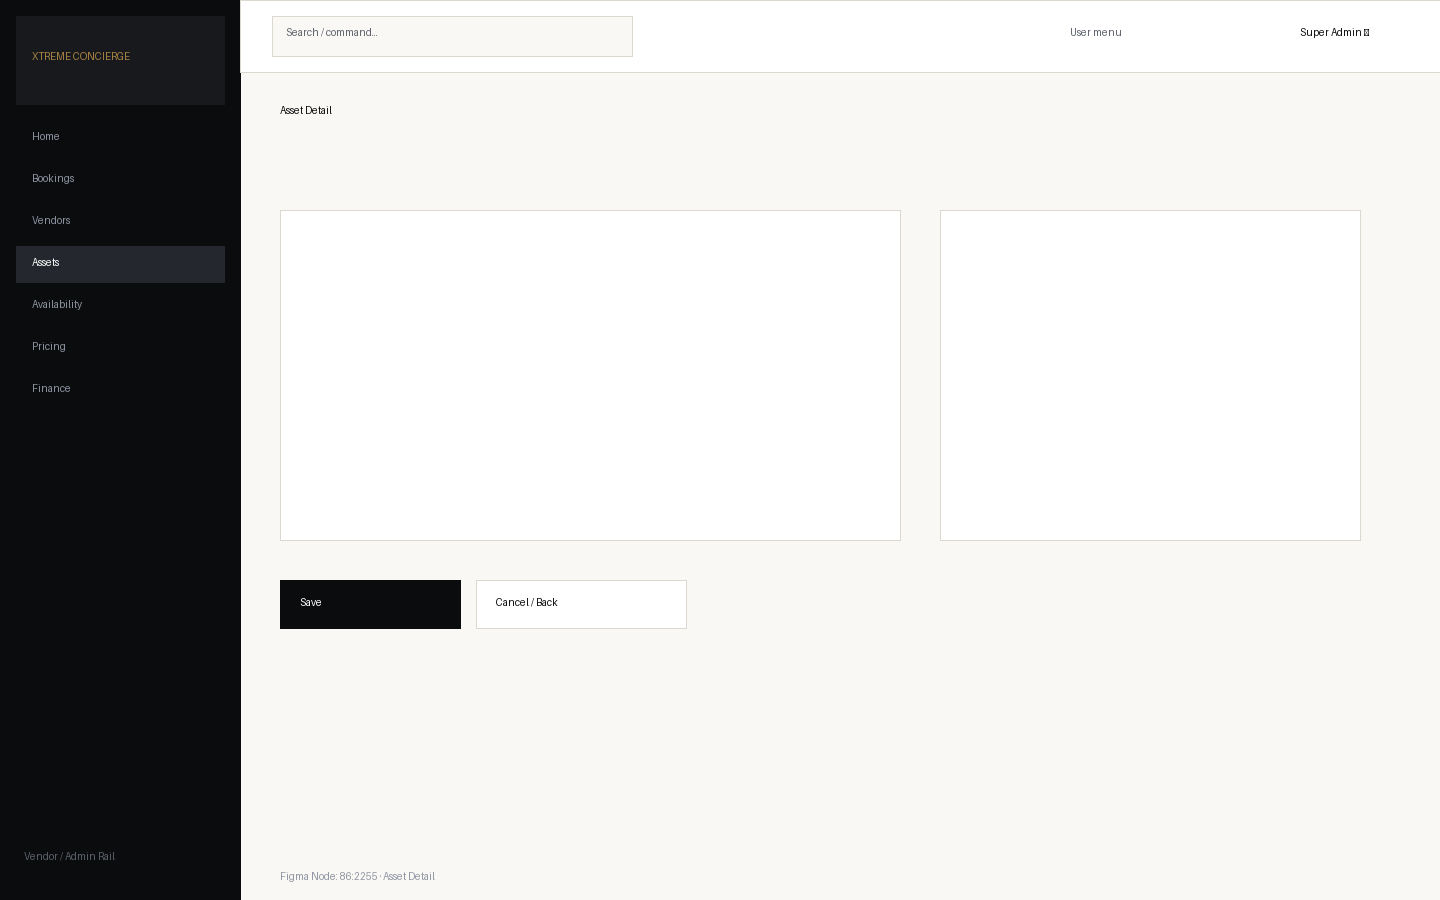 XTREME CONCIERGE
Home
Bookings
Vendors
Assets
Availability
Pricing
Finance
Vendor / Admin Rail
Search / command...
User menu
Super Admin
Asset Detail
Save
Cancel / Back
Figma Node: 86:2255 · Asset Detail